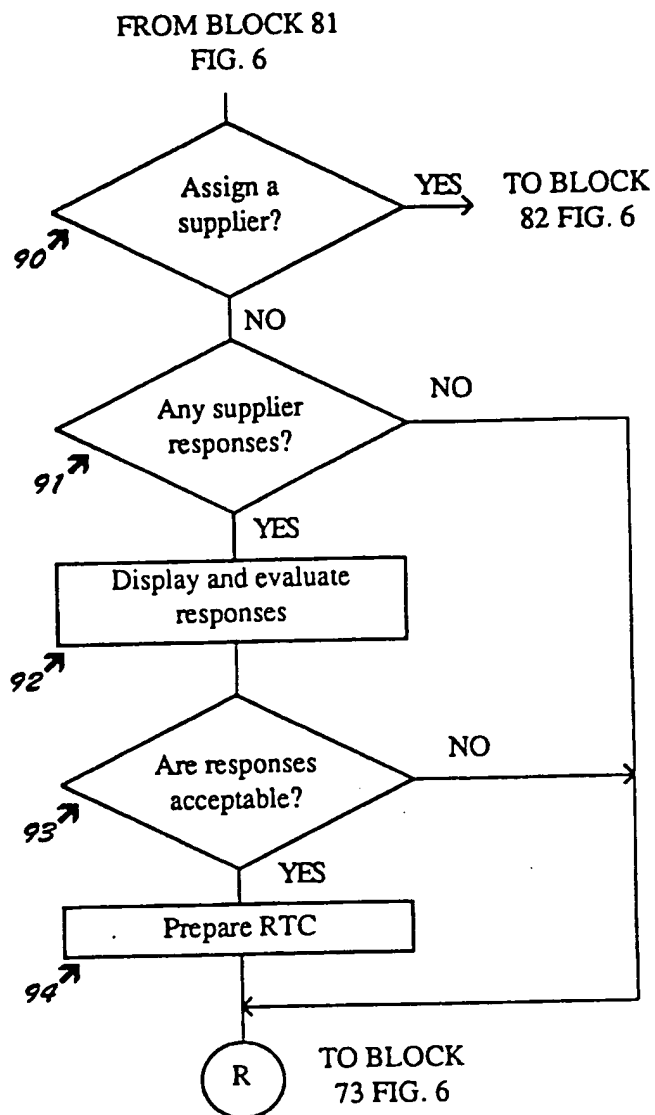 FROM BLOCK 81
FIG. 6
Assign a
supplier?
YES
TO BLOCK
82 FIG. 6
90
NO
Any supplier
responses?
NO
91
YES
Display and evaluate
responses
92
Are responses
acceptable?
NO
93
YES
Prepare RTC
94
R
TO BLOCK
73 FIG. 6